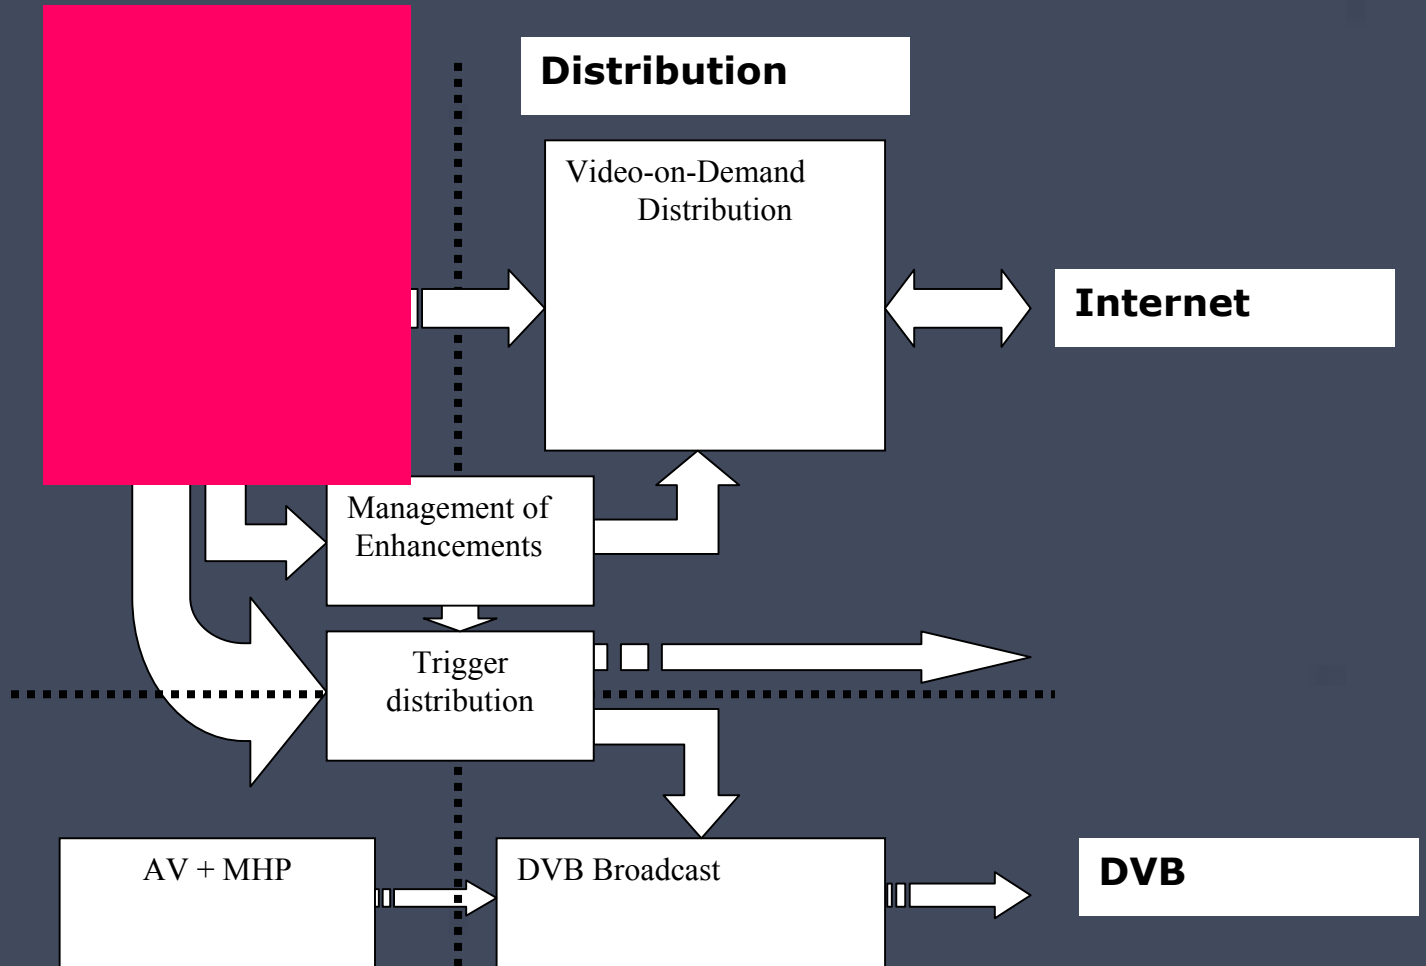 Distribution
Video-on-Demand
Distribution
Internet
Management of
Enhancements
Trigger
distribution
AV + MHP
DVB Broadcast
DVB